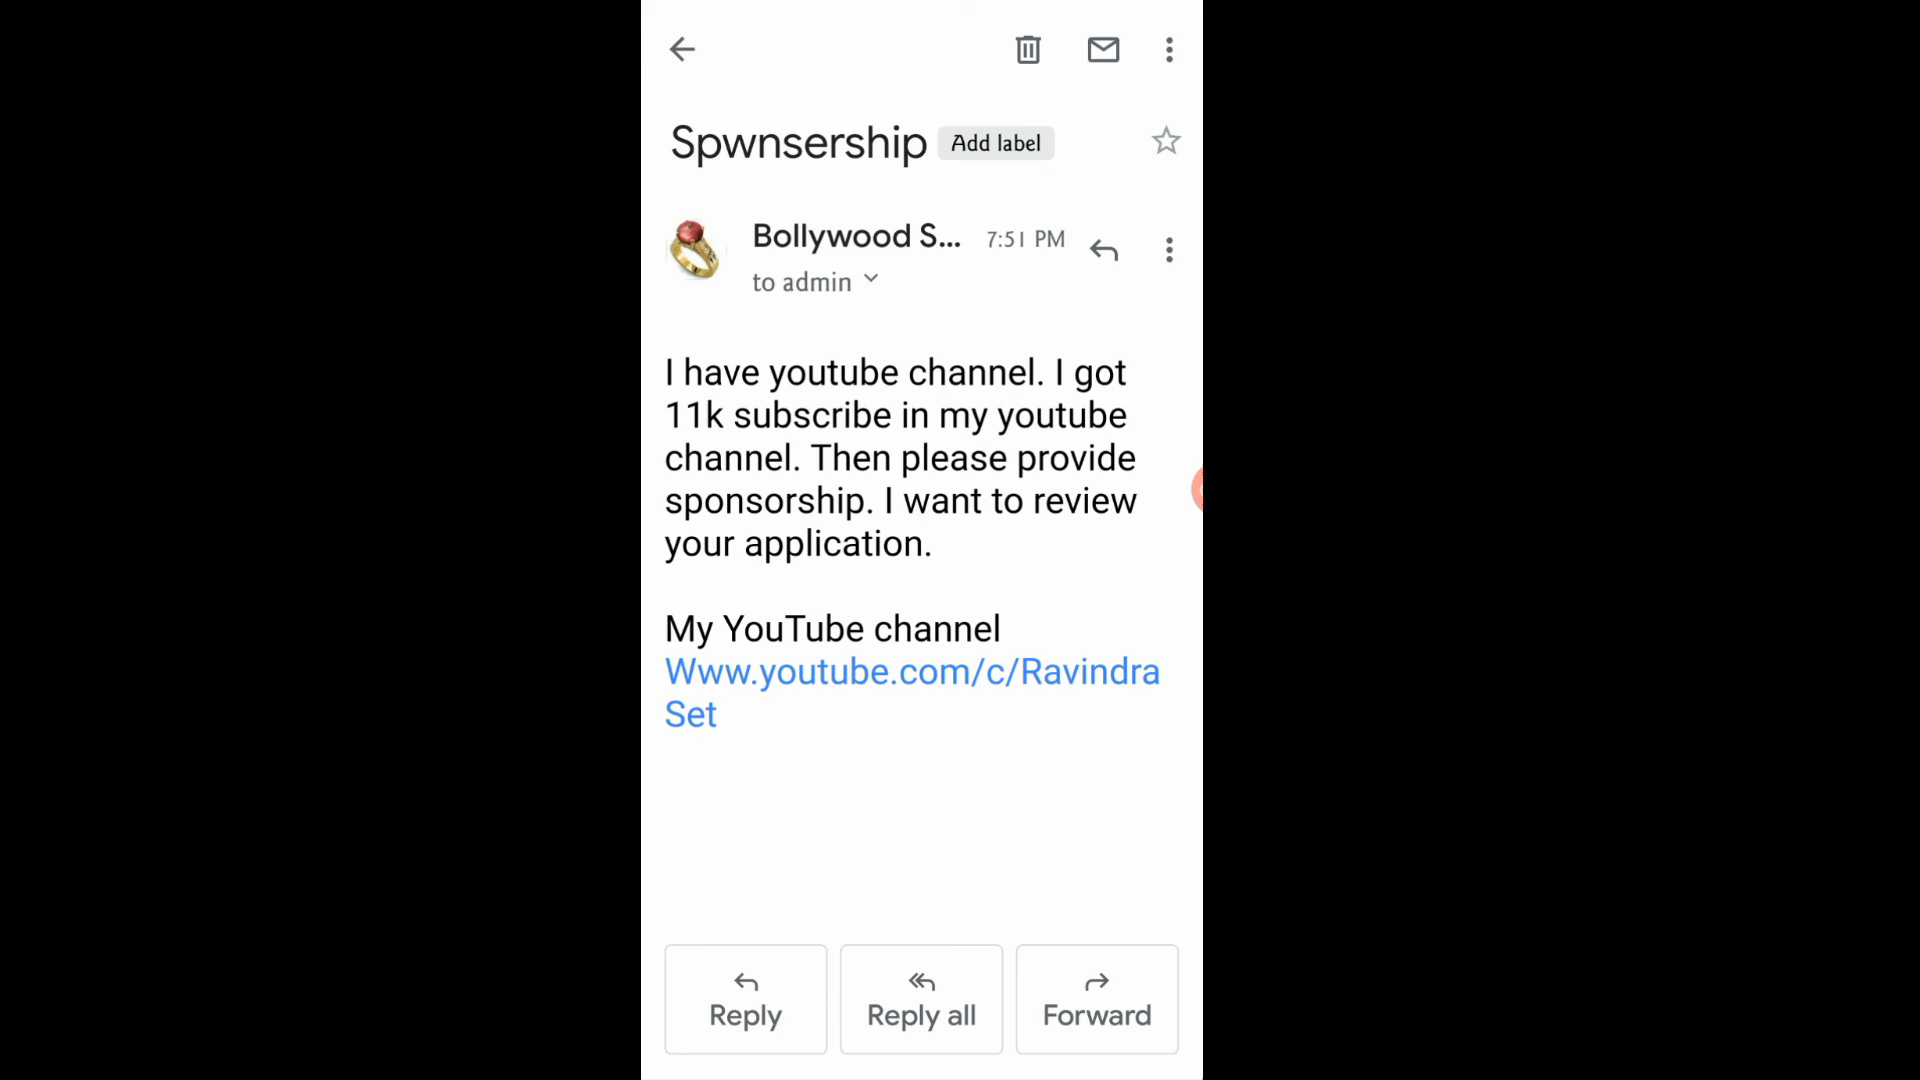 Spwnsership Add label
Bollywood S... 7:51 PM
to admin
I have youtube channel. I got
11k subscribe in my youtube
channel. Then please provide
sponsorship. I want to review
your application.
My YouTube channel
Www.youtube.com/c/Ravindra
Set
Reply Reply all Forward